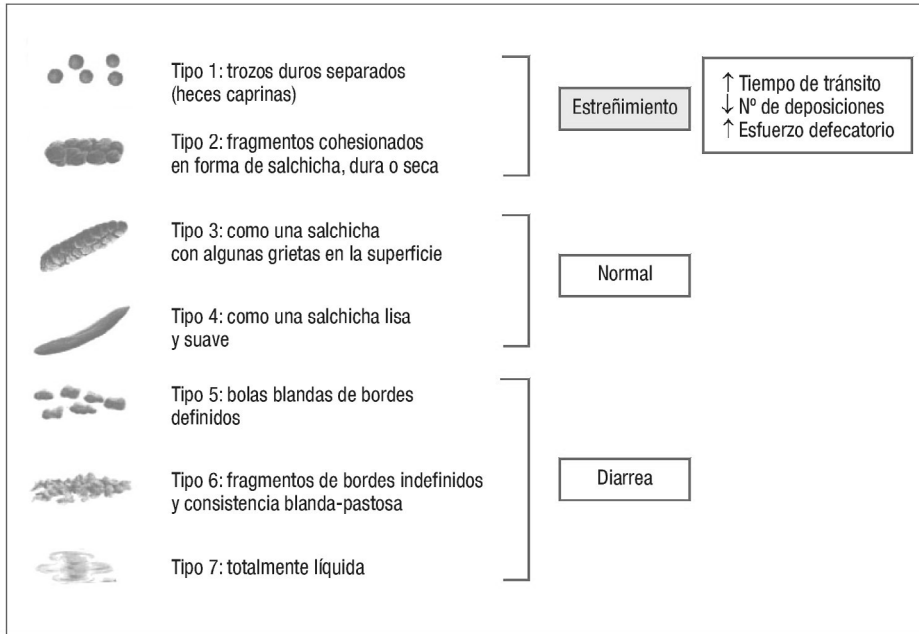 Tipo 1: trozos duros separados
(heces caprinas)
Tipo 2: fragmentos cohesionados
en forma de salchicha, dura o seca
Estreñimiento
↑ Tiempo de tránsito
↓ Nº de deposiciones
↑ Esfuerzo defecatorio
Tipo 3: como una salchicha
con algunas grietas en la superficie
Tipo 4: como una salchicha lisa
y suave
Normal
Tipo 5: bolas blandas de bordes
definidos
Tipo 6: fragmentos de bordes indefinidos
y consistencia blanda-pastosa
Tipo 7: totalmente líquida
Diarrea